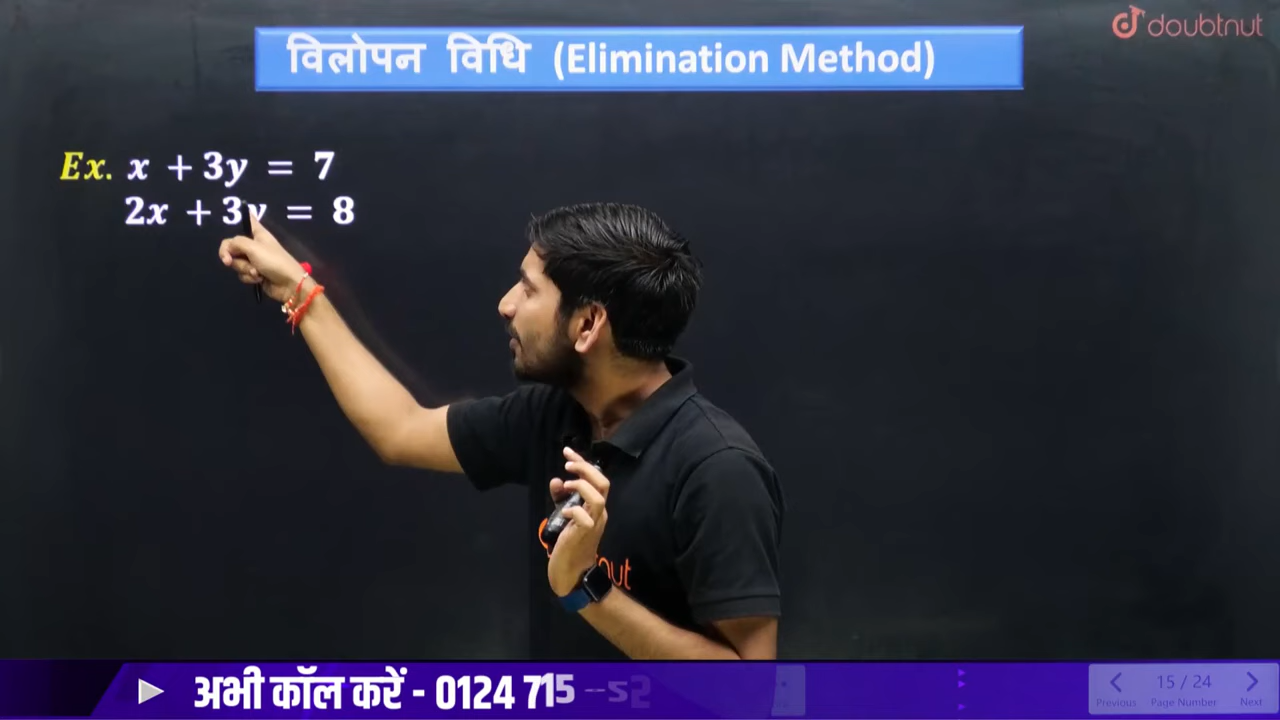 doubtnut
विलोपन विधि (Elimination Method)
Ex. x + 3y = 7
2x + 3y = 8
अभी कॉल करें - 0124 715
15 / 24
Previous Page Number Next